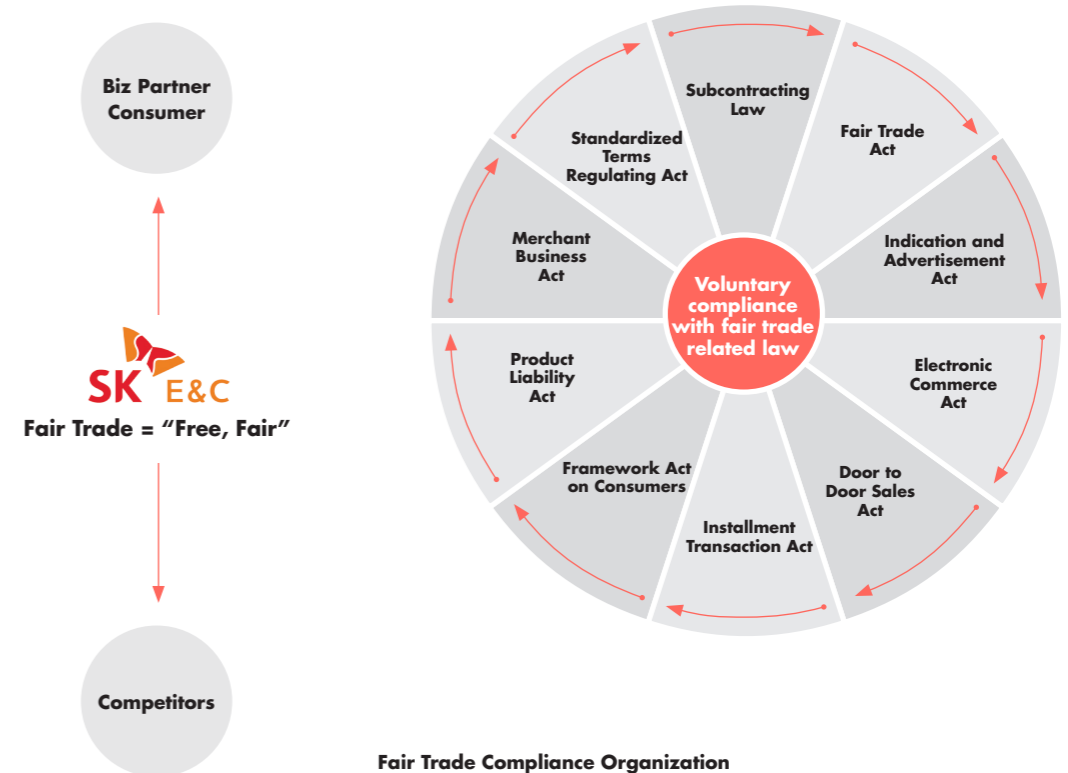 Biz Partner
Consumer
SK E&C
Fair Trade = “Free, Fair”
Competitors
Subcontracting
Law
Fair Trade
Act
Indication and
Advertisement
Act
Electronic
Commerce
Act
Door to
Door Sales
Act
Installment
Transaction Act
Framework Act
on Consumers
Product
Liability
Act
Merchant
Business
Act
Standardized
Terms
Regulating Act
Voluntary
compliance
with fair trade
related law
Fair Trade Compliance Organization